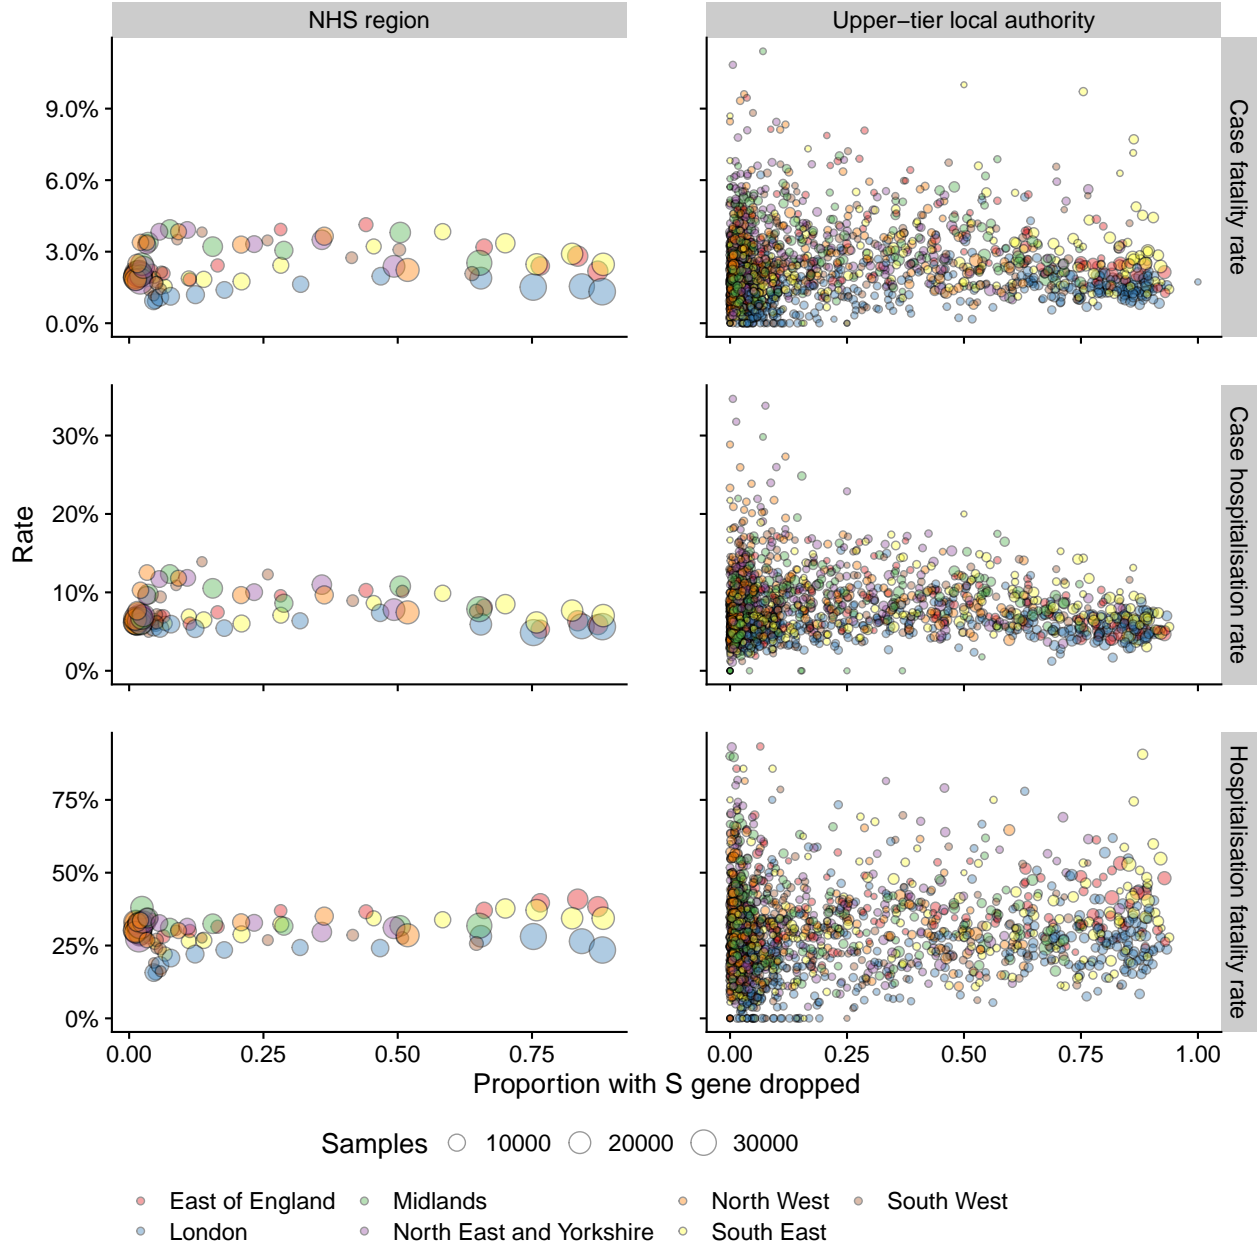 NHS region
Upper−tier local authority
9.0%
6.0%
3.0%
0.0%
Case fatality rate
30%
20%
10%
0%
Case hospitalisation rate
75%
50%
25%
0%
Hospitalisation fatality rate
Rate
0.00 0.25 0.50 0.75
0.00 0.25 0.50 0.75 1.00
Proportion with S gene dropped
Samples 10000 20000 30000
East of England Midlands North West South West
London North East and Yorkshire South East